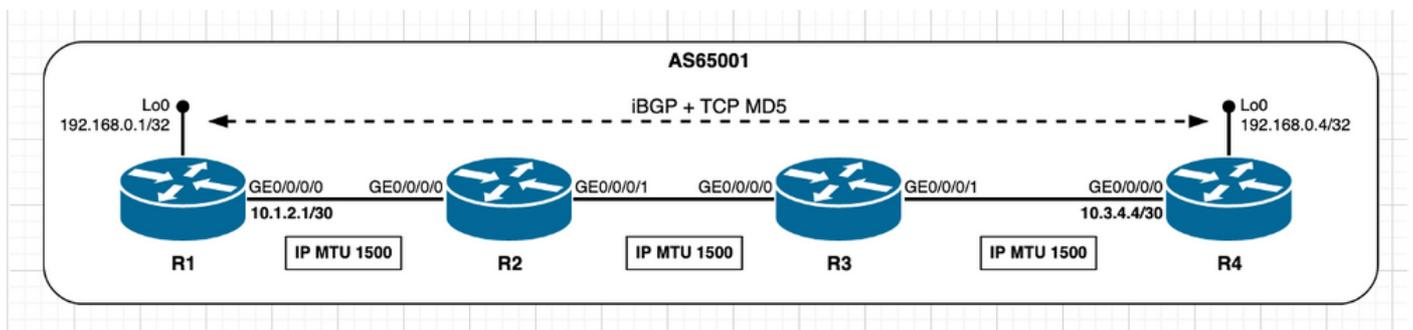 AS65001
Lo0
192.168.0.1/32
iBGP + TCP MD5
Lo0
192.168.0.4/32
GE0/0/0/0
10.1.2.1/30
GE0/0/0/0
GE0/0/0/1
GE0/0/0/0
GE0/0/0/1
GE0/0/0/0
10.3.4.4/30
IP MTU 1500
IP MTU 1500
IP MTU 1500
R1
R2
R3
R4